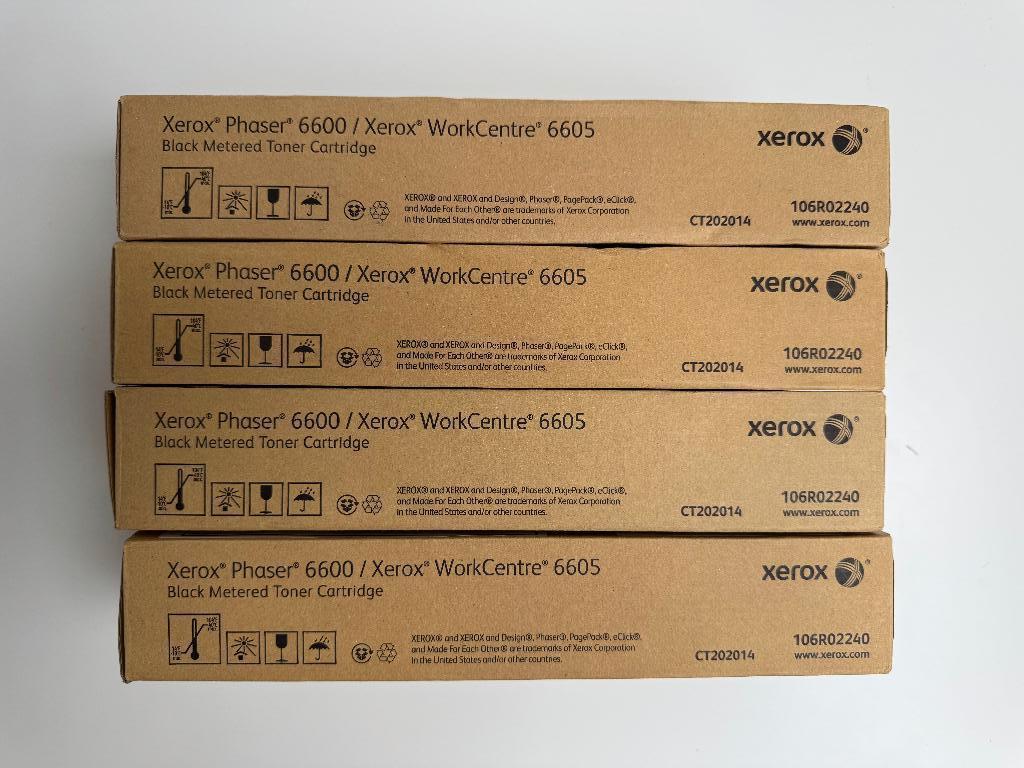 Xerox® Phaser® 6600 / Xerox® WorkCentre® 6605
Black Metered Toner Cartridge
xerox®
XEROX® and XEROX and Design®, Phaser®, PagePack®, eClick®,
and Made For Each Other® are trademarks of Xerox Corporation
in the United States and/or other countries.
CT202014
106R02240
www.xerox.com
Xerox® Phaser® 6600 / Xerox® WorkCentre® 6605
Black Metered Toner Cartridge
xerox®
XEROX® and XEROX and Design®, Phaser®, PagePack®, eClick®,
and Made For Each Other® are trademarks of Xerox Corporation
in the United States and/or other countries.
CT202014
106R02240
www.xerox.com
Xerox® Phaser® 6600 / Xerox® WorkCentre® 6605
Black Metered Toner Cartridge
xerox®
XEROX® and XEROX and Design®, Phaser®, PagePack®, eClick®,
and Made For Each Other® are trademarks of Xerox Corporation
in the United States and/or other countries.
CT202014
106R02240
www.xerox.com
Xerox® Phaser® 6600 / Xerox® WorkCentre® 6605
Black Metered Toner Cartridge
xerox®
XEROX® and XEROX and Design®, Phaser®, PagePack®, eClick®,
and Made For Each Other® are trademarks of Xerox Corporation
in the United States and/or other countries.
CT202014
106R02240
www.xerox.com